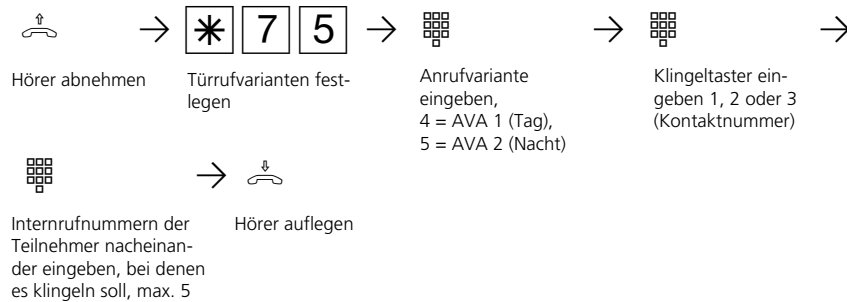 * 7 5
Hörer abnehmen
Türrufvarianten fest-
legen
Anrufvariante
eingeben,
4 = AVA 1 (Tag),
5 = AVA 2 (Nacht)
Klingeltaster ein-
geben 1, 2 oder 3
(Kontaktnummer)
Internrufnummern der
Teilnehmer nacheinan-
der eingeben, bei denen
es klingeln soll, max. 5
Hörer auflegen